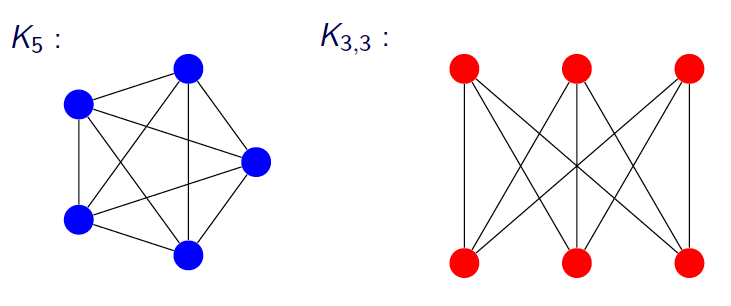 K₅ :
K₃,₃ :